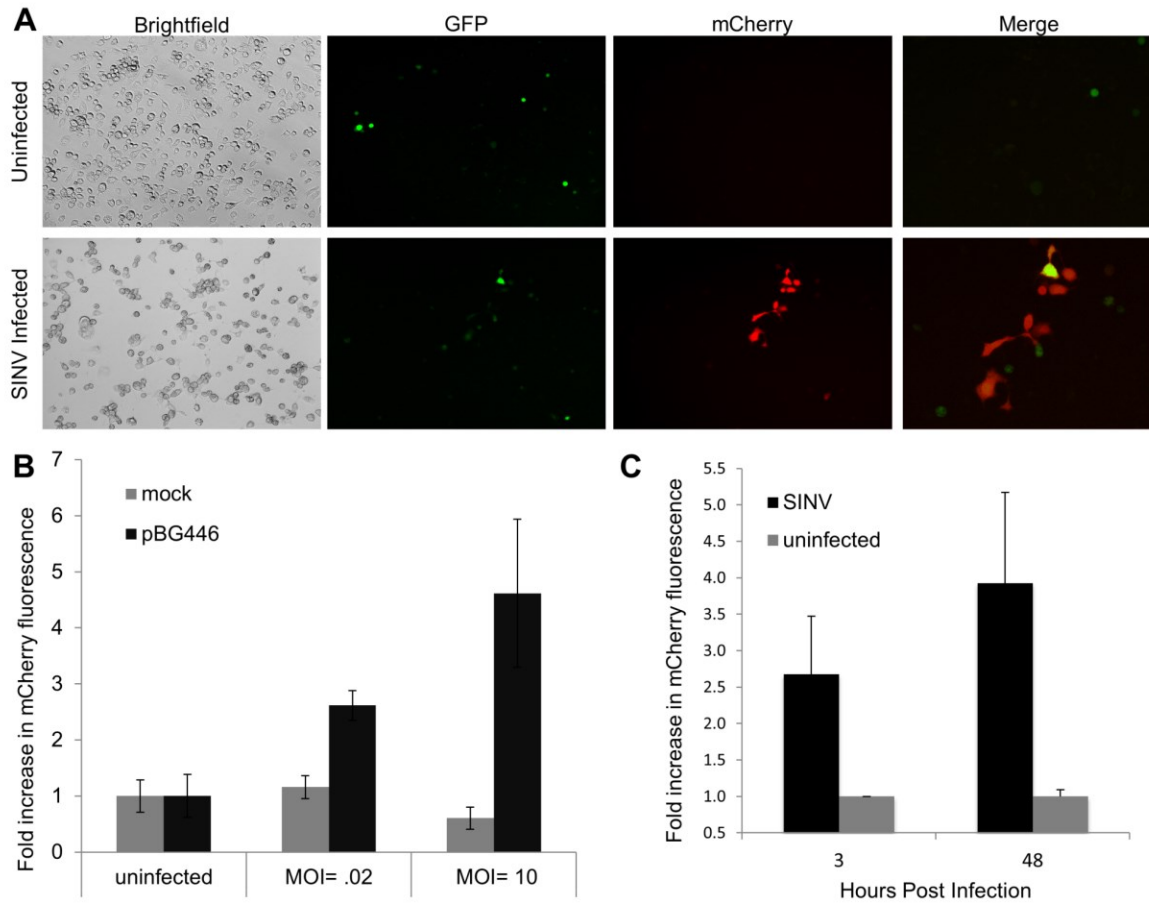 A
Brightfield
GFP
mCherry
Merge
Uninfected
SINV Infected
B
Fold increase in mCherry fluorescence
7
6
5
4
3
2
1
0
mock
pBG446
uninfected
MOI= .02
MOI= 10
C
Fold increase in mCherry fluorescence
5.5
5.0
4.5
4.0
3.5
3.0
2.5
2.0
1.5
1.0
0.5
SINV
uninfected
3
48
Hours Post Infection